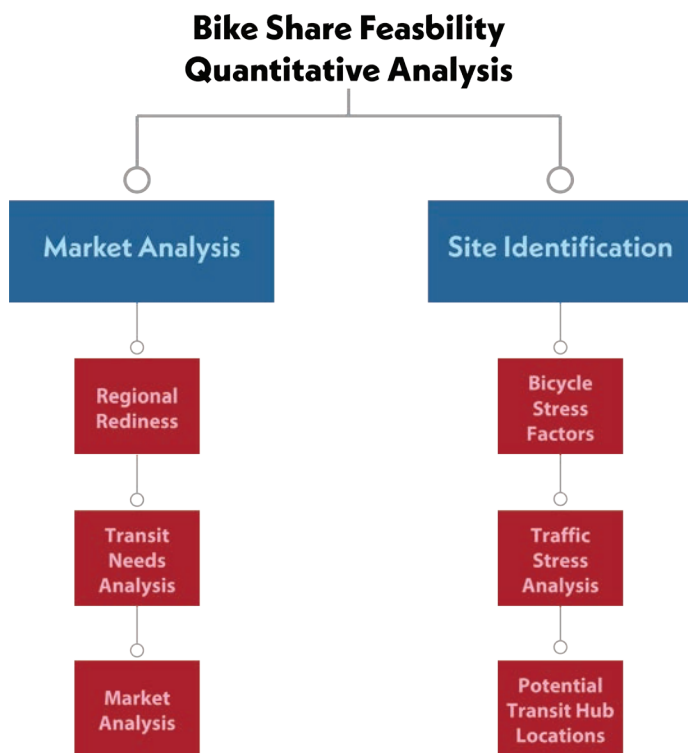 Bike Share Feasbility
Quantitative Analysis
Market Analysis
Site Identification
Regional
Rediness
Bicycle
Stress
Factors
Transit
Needs
Analysis
Traffic
Stress
Analysis
Market
Analysis
Potential
Transit Hub
Locations